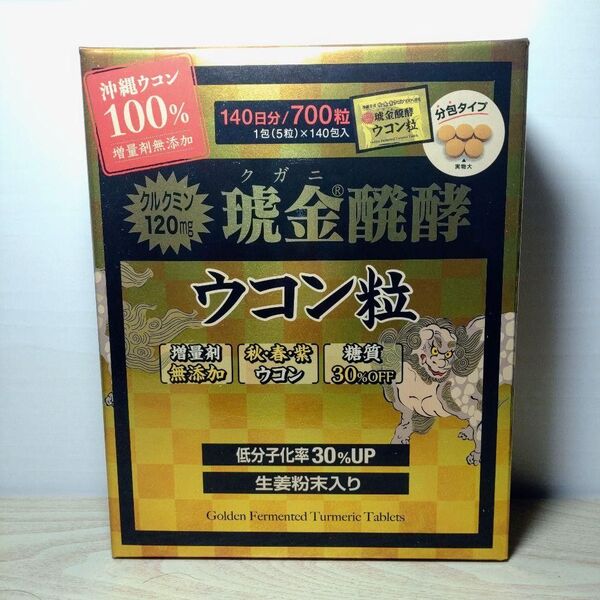 沖縄ウコン
100%
増量剤無添加
140日分/700粒
1包(5粒)×140包入
琥金醗酵
ウコン粒
Golden Fermented Turmeric Tablets
分包タイプ
実物大
クルクミン
120mg
クガニ
琥金®醗酵
ウコン粒
増量剤
無添加
秋・春・紫
ウコン
糖質
30%OFF
低分子化率30%UP
生姜粉末入り
Golden Fermented Turmeric Tablets